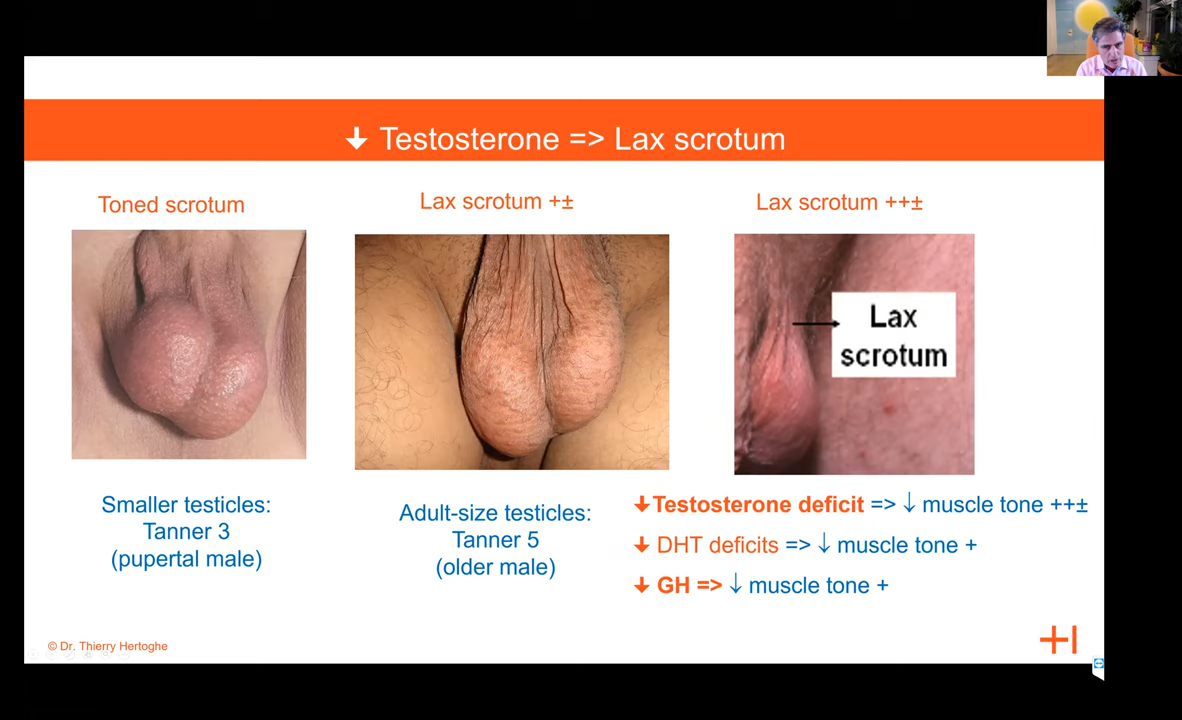 ↓ Testosterone => Lax scrotum
Toned scrotum
Lax scrotum +±
Lax scrotum ++±
Lax
scrotum
Smaller testicles:
Tanner 3
(pupertal male)
Adult-size testicles:
Tanner 5
(older male)
↓ Testosterone deficit => ↓ muscle tone ++±
↓ DHT deficits => ↓ muscle tone +
↓ GH => ↓ muscle tone +
© Dr. Thierry Hertoghe